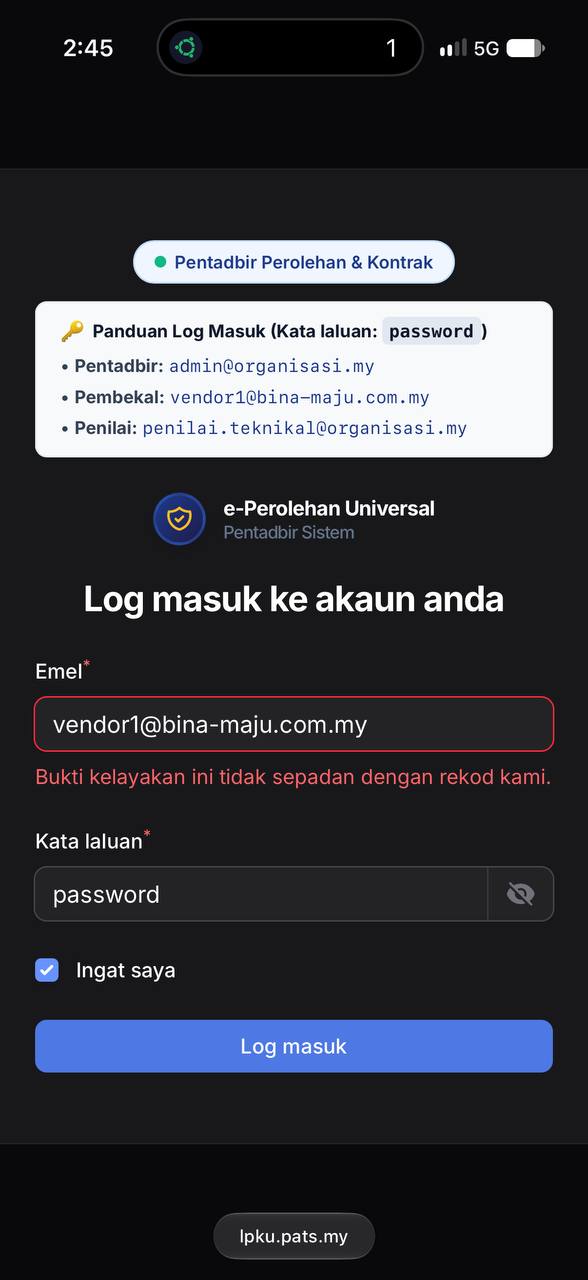 2:45
1
5G
Pentadbir Perolehan & Kontrak
🔑 Panduan Log Masuk (Kata laluan: password)
• Pentadbir: admin@organisasi.my
• Pembekal: vendor1@bina-maju.com.my
• Penilai: penilai.teknikal@organisasi.my
e-Perolehan Universal
Pentadbir Sistem
Log masuk ke akaun anda
Emel*
vendor1@bina-maju.com.my
Bukti kelayakan ini tidak sepadan dengan rekod kami.
Kata laluan*
password
Ingat saya
Log masuk
lpku.pats.my